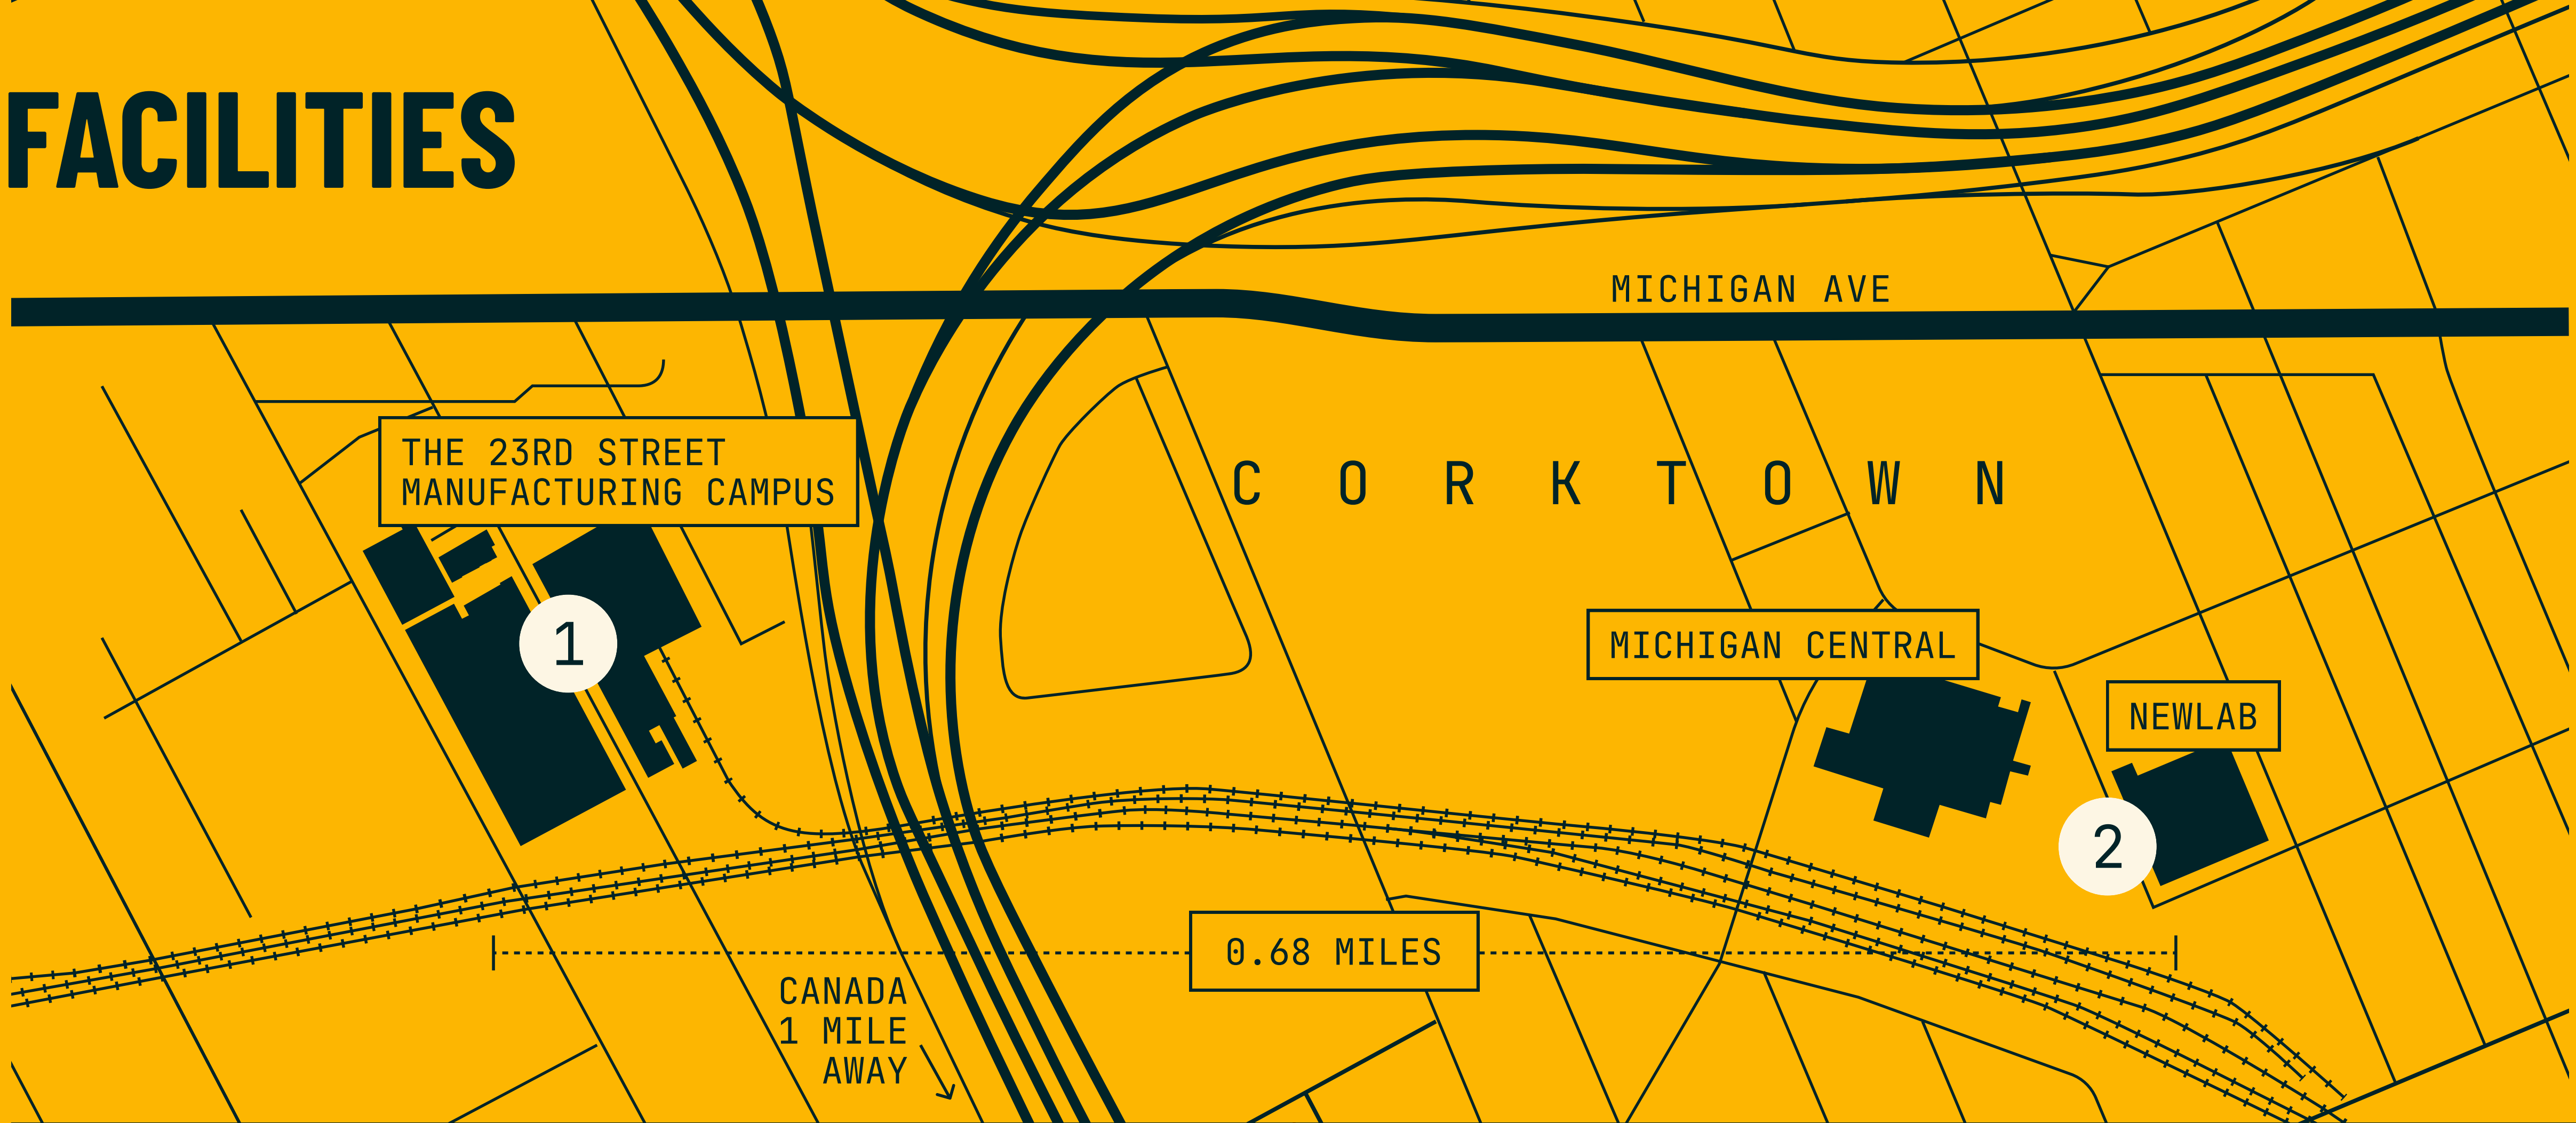 FACILITIES
MICHIGAN AVE
THE 23RD STREET
MANUFACTURING CAMPUS
CORKTOWN
1
MICHIGAN CENTRAL
NEWLAB
2
0.68 MILES
CANADA
1 MILE
AWAY